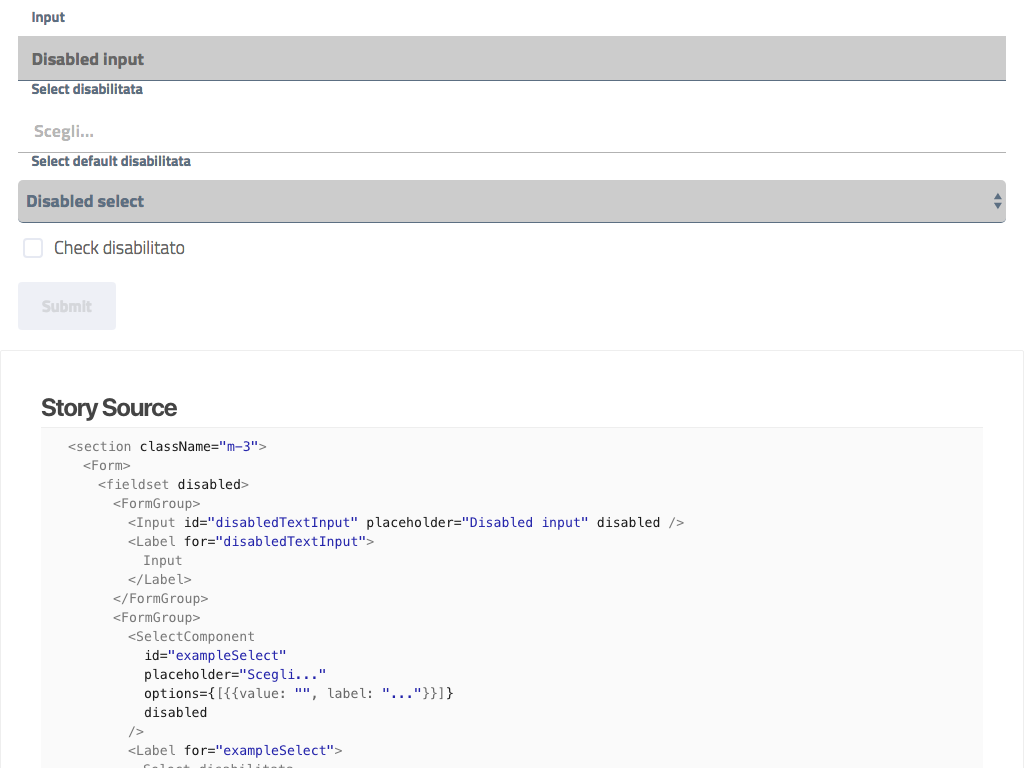 Input
Disabled input
Select disabilitata
Scegli...
Select default disabilitata
Disabled select
Check disabilitato
Submit
Story Source
<section className="m-3">
<Form>
<fieldset disabled>
<FormGroup>
<Input id="disabledTextInput" placeholder="Disabled input" disabled />
<Label for="disabledTextInput">
Input
</Label>
</FormGroup>
<FormGroup>
<SelectComponent
id="exampleSelect"
placeholder="Scegli..."
options={[{{value: "", label: "..."}}]}
disabled
/>
<Label for="exampleSelect">
Select disabilitata